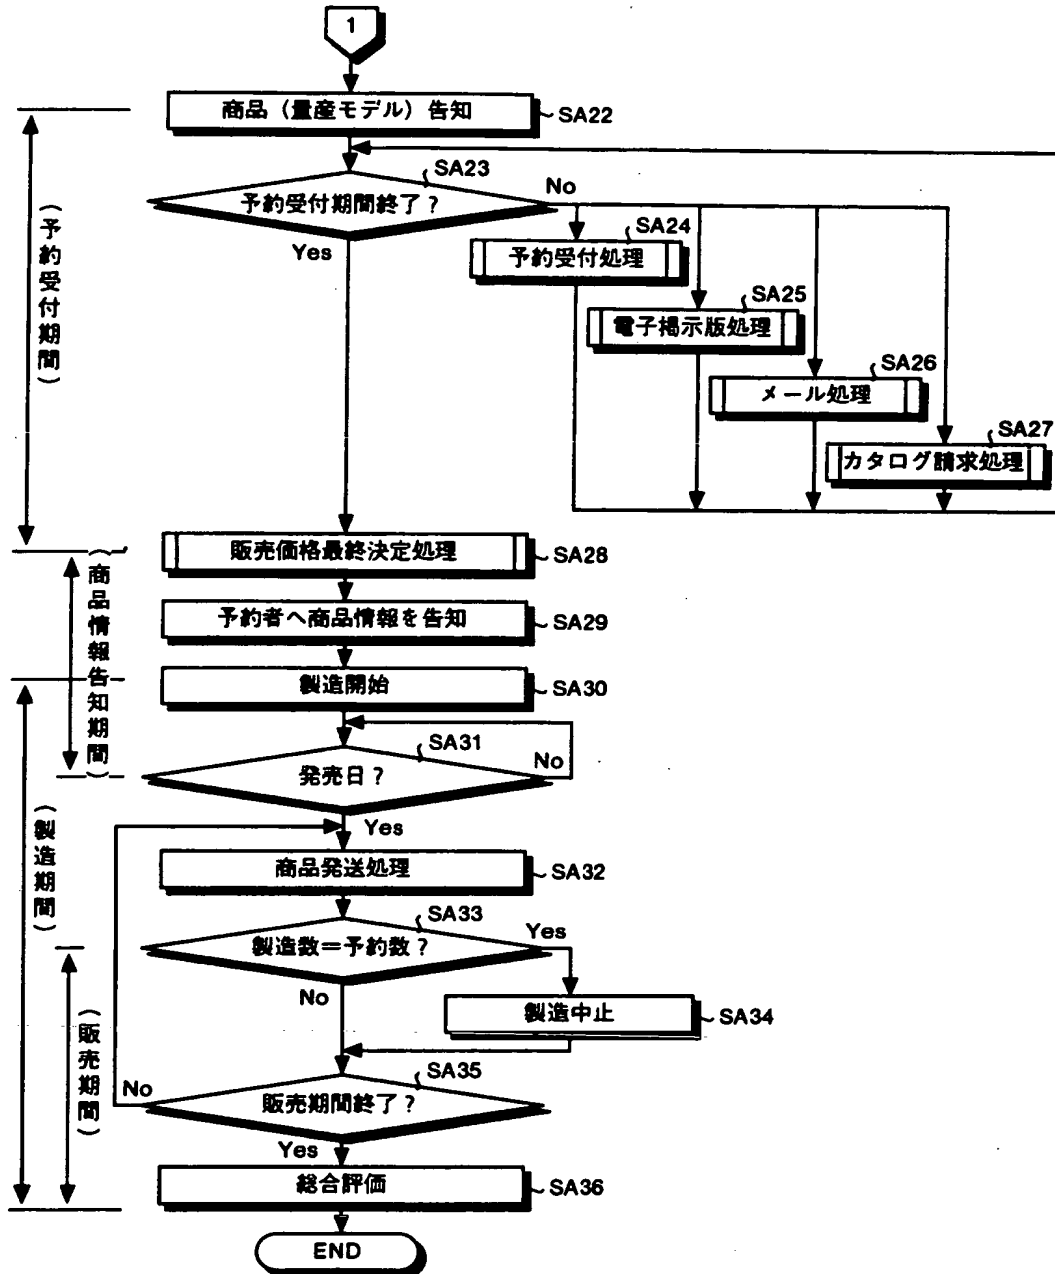 1
商品（量産モデル）告知
SA22
SA23
予約受付期間終了？
No
Yes
（予約受付期間）
SA24
予約受付処理
SA25
電子掲示版処理
SA26
メール処理
SA27
カタログ請求処理
販売価格最終決定処理
SA28
（商品情報告知期間）
予約者へ商品情報を告知
SA29
製造開始
SA30
SA31
発売日？
No
Yes
（製造期間）
商品発送処理
SA32
SA33
製造数＝予約数？
Yes
No
製造中止
SA34
（販売期間）
SA35
販売期間終了？
No
Yes
総合評価
SA36
END